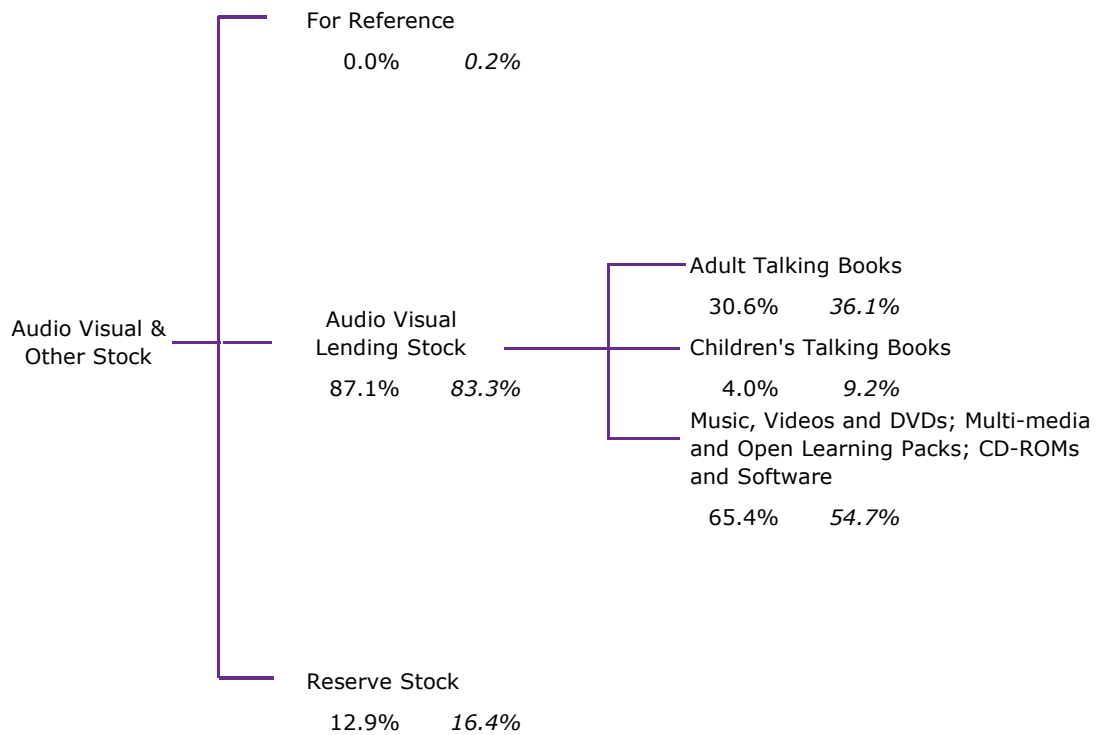 For Reference
0.0% 0.2%
Audio Visual &
Other Stock
Audio Visual
Lending Stock
87.1% 83.3%
Adult Talking Books
30.6% 36.1%
Children's Talking Books
4.0% 9.2%
Music, Videos and DVDs; Multi-media
and Open Learning Packs; CD-ROMs
and Software
65.4% 54.7%
Reserve Stock
12.9% 16.4%